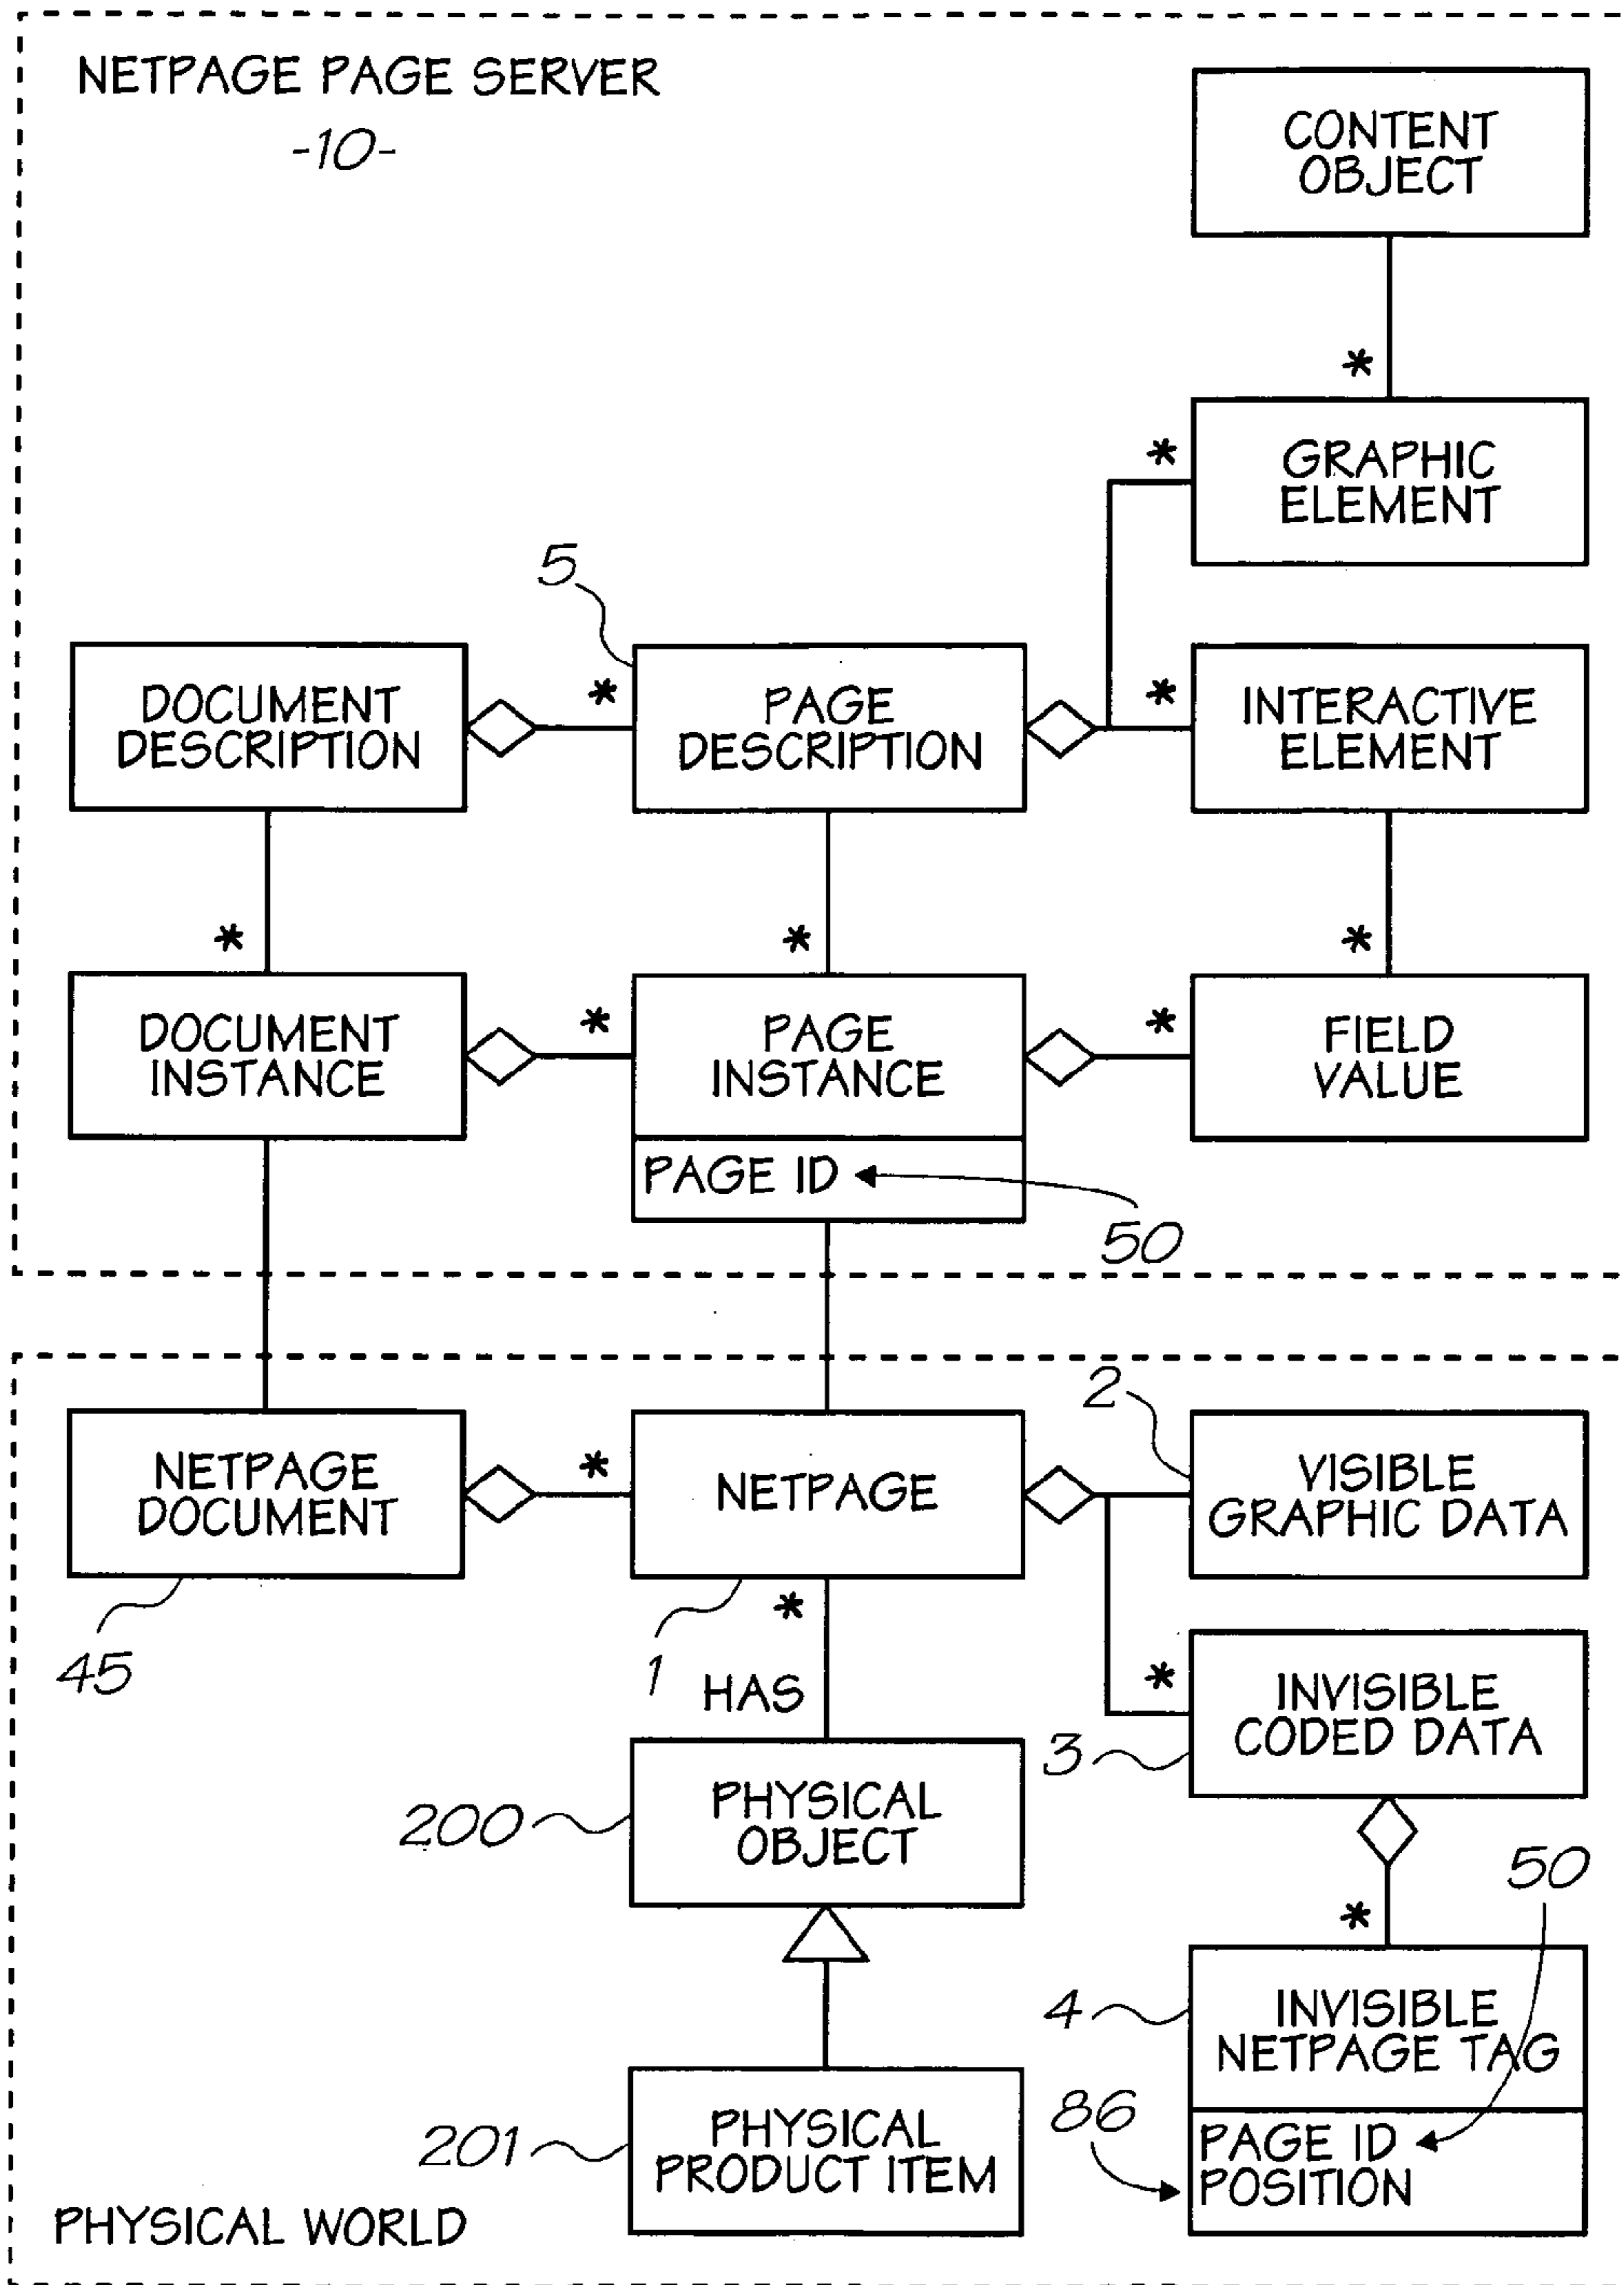 NETPAGE PAGE SERVER
-10-
CONTENT
OBJECT
*
*
GRAPHIC
ELEMENT
5
DOCUMENT
DESCRIPTION
*
PAGE
DESCRIPTION
*
INTERACTIVE
ELEMENT
*
*
*
DOCUMENT
INSTANCE
*
PAGE
INSTANCE
*
FIELD
VALUE
PAGE ID
50
2
NETPAGE
DOCUMENT
*
NETPAGE
VISIBLE
GRAPHIC DATA
45
1
*
HAS
*
INVISIBLE
CODED DATA
3
200
PHYSICAL
OBJECT
50
*
4
INVISIBLE
NETPAGE TAG
86
PAGE ID
POSITION
201
PHYSICAL
PRODUCT ITEM
PHYSICAL WORLD